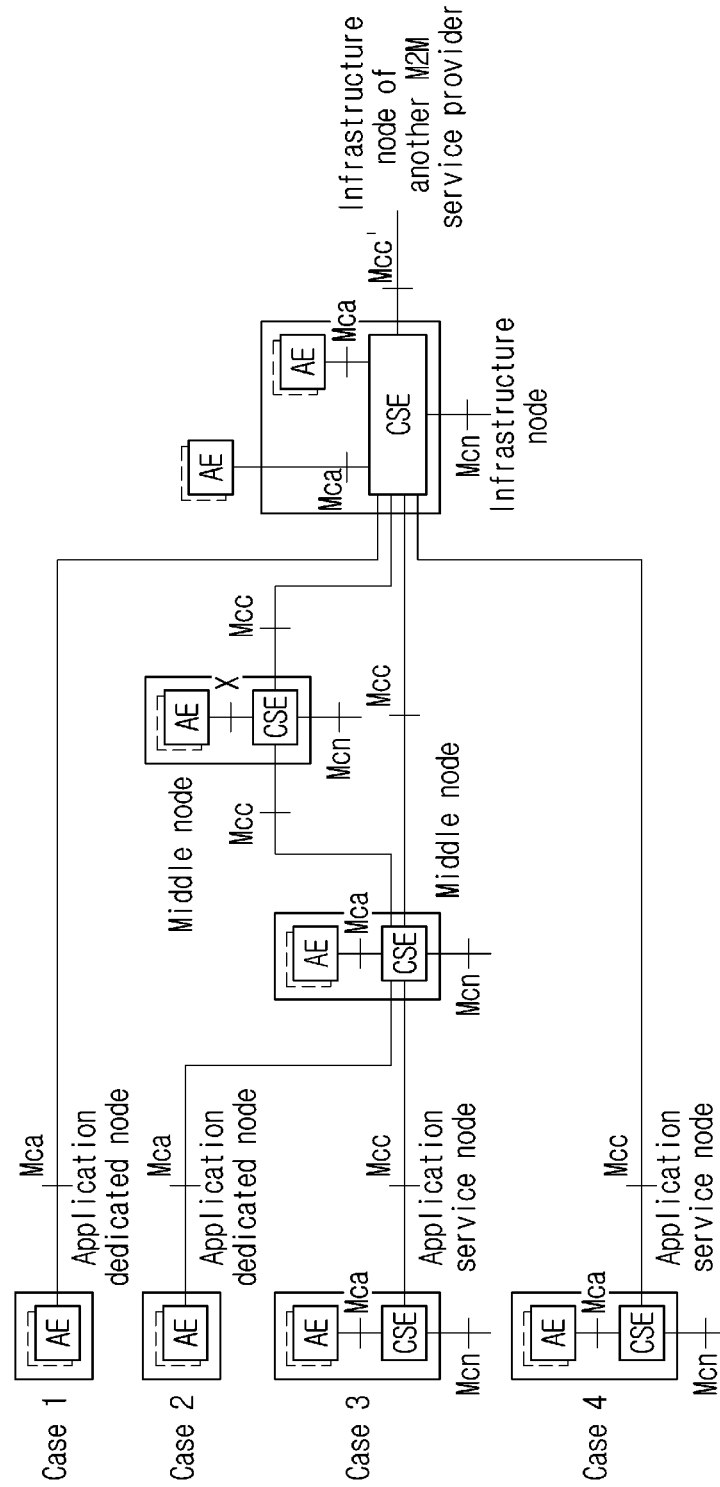 Case 1
AE
Mca
Application
dedicated node
Case 2
AE
Mca
Application
dedicated node
Case 3
AE
Mca
CSE
Mcn
Mcc
Application
service node
Case 4
AE
Mca
CSE
Mcn
Mcc
Application
service node
AE
Mca
CSE
Mcn
Middle node
Mcc
Middle node
AE
X
CSE
Mcn
Mcc
Mcc
AE
Mca
AE
Mca
CSE
Mcn
Infrastructure
node
Mcc'
Infrastructure
node of
another M2M
service provider